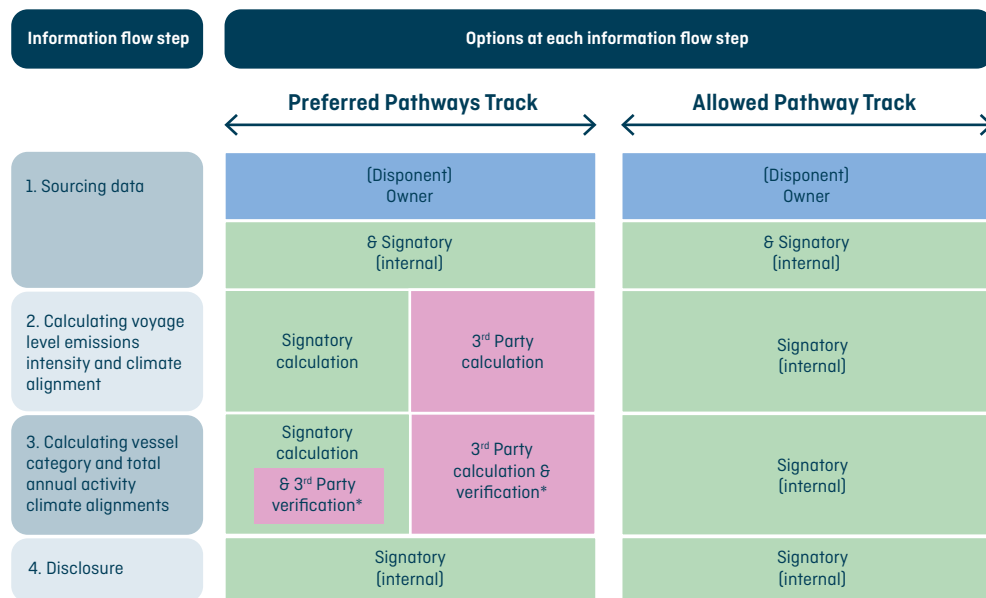 Information flow step
Options at each information flow step
Preferred Pathways Track
Allowed Pathway Track
1. Sourcing data
(Disponent)
Owner
(Disponent)
Owner
& Signatory
(internal)
& Signatory
(internal)
2. Calculating voyage
level emissions
intensity and climate
alignment
Signatory
calculation
3rd Party
calculation
Signatory
(internal)
3. Calculating vessel
category and total
annual activity
climate alignments
Signatory
calculation
& 3rd Party
verification*
3rd Party
calculation &
verification*
Signatory
(internal)
4. Disclosure
Signatory
(internal)
Signatory
(internal)